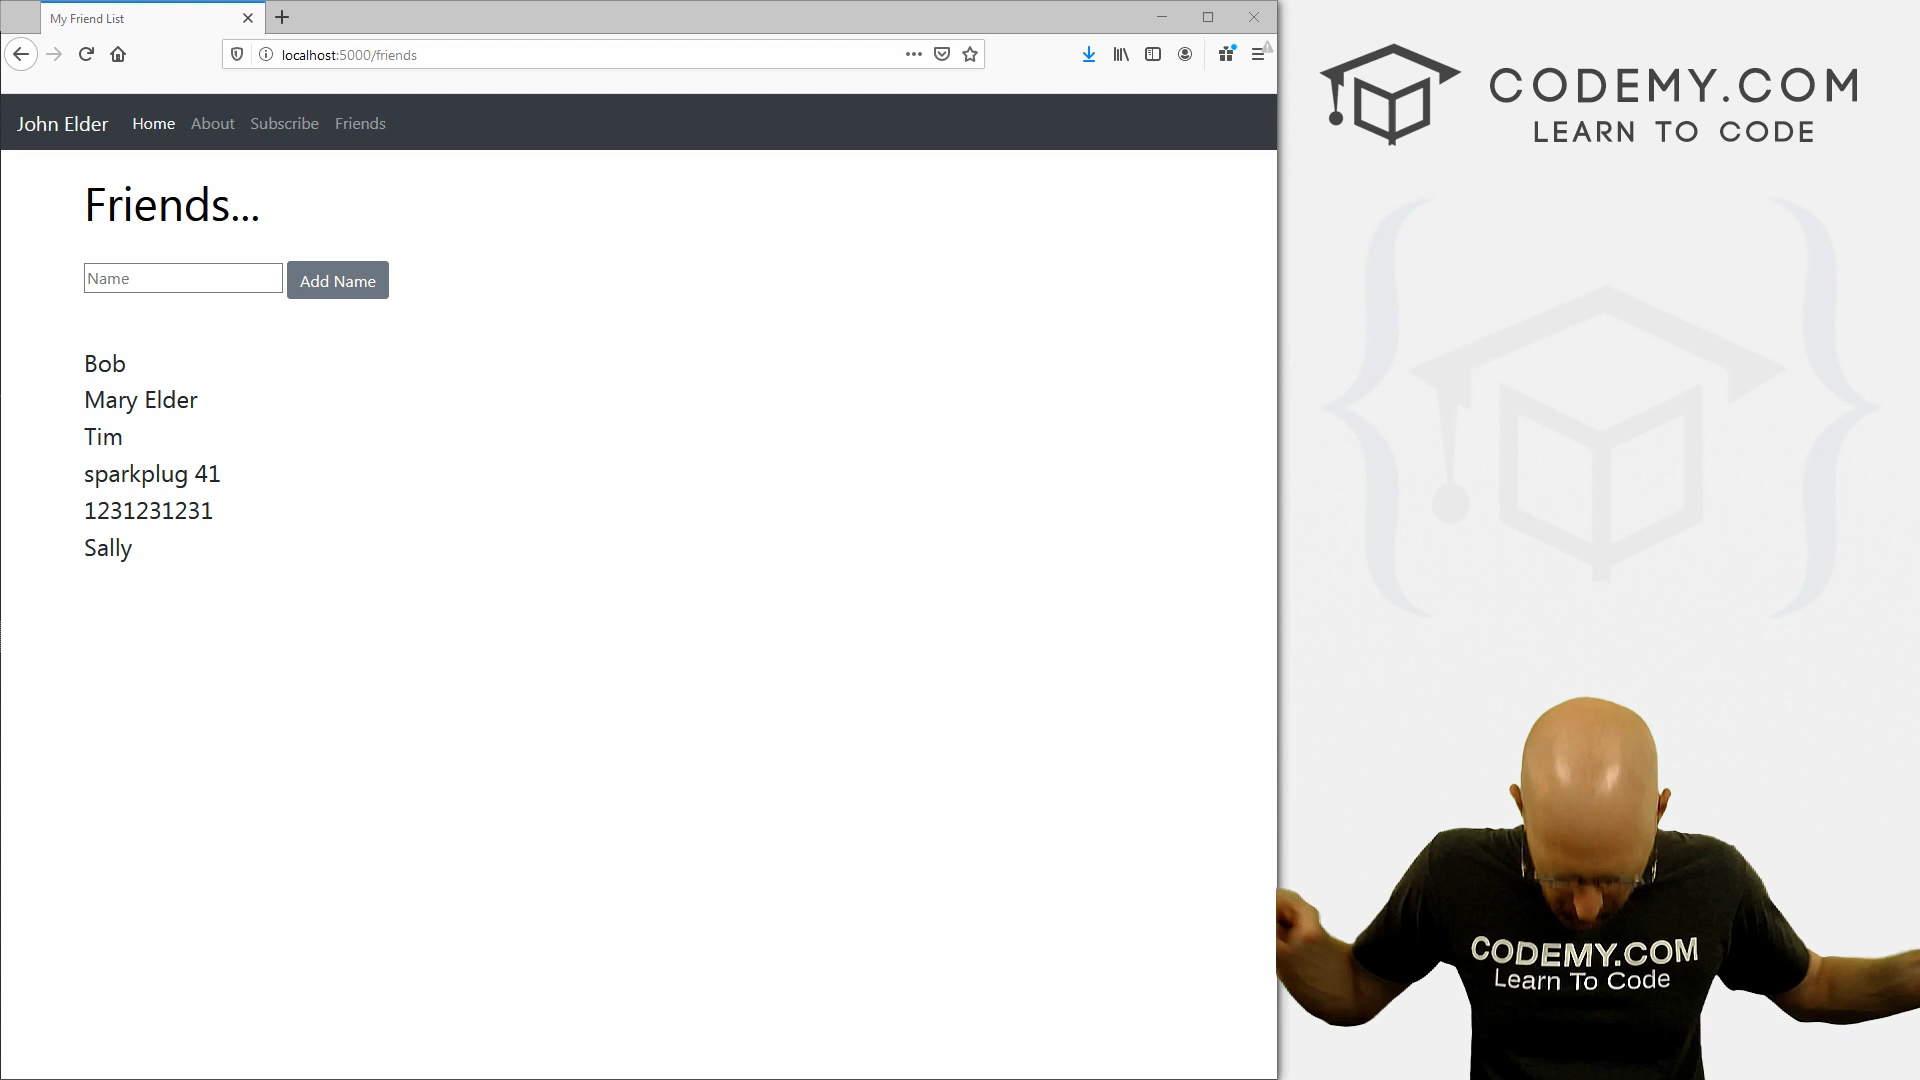 My Friend List
localhost:5000/friends
John Elder Home About Subscribe Friends
Friends...
Name Add Name
Bob
Mary Elder
Tim
sparkplug 41
1231231231
Sally
CODEMY.COM
LEARN TO CODE
CODEMY.COM
Learn To Code